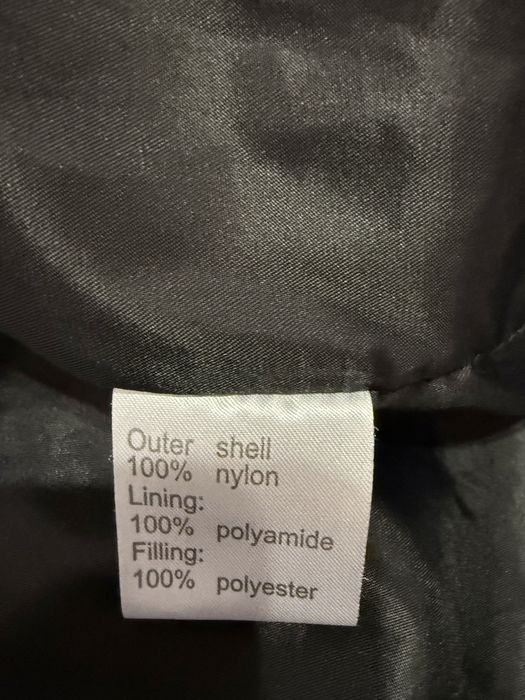 Outer shell
100% nylon
Lining:
100% polyamide
Filling:
100% polyester